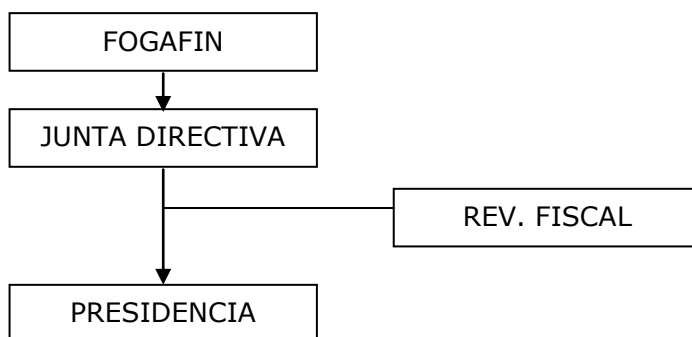 FOGAFIN
JUNTA DIRECTIVA
REV. FISCAL
PRESIDENCIA